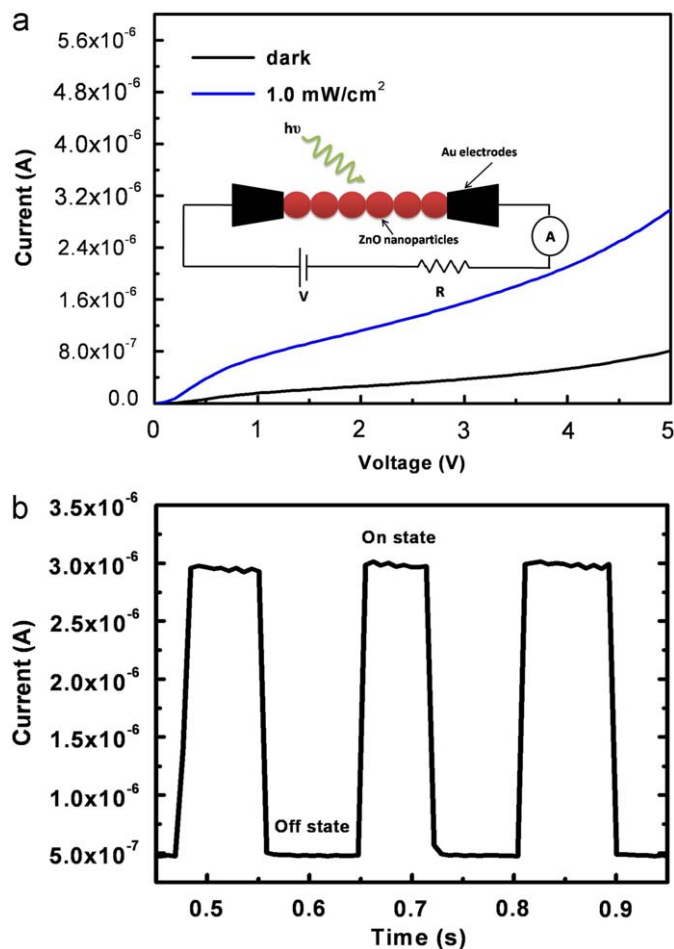 a
5.6x10⁻⁶
4.8x10⁻⁶
4.0x10⁻⁶
3.2x10⁻⁶
2.4x10⁻⁶
1.6x10⁻⁶
8.0x10⁻⁷
0.0
Current (A)
dark
1.0 mW/cm²
hυ
Au electrodes
ZnO nanoparticles
A
V
R
0 1 2 3 4 5
Voltage (V)
b
3.5x10⁻⁶
3.0x10⁻⁶
2.5x10⁻⁶
2.0x10⁻⁶
1.5x10⁻⁶
1.0x10⁻⁶
5.0x10⁻⁷
Current (A)
On state
Off state
0.5 0.6 0.7 0.8 0.9
Time (s)